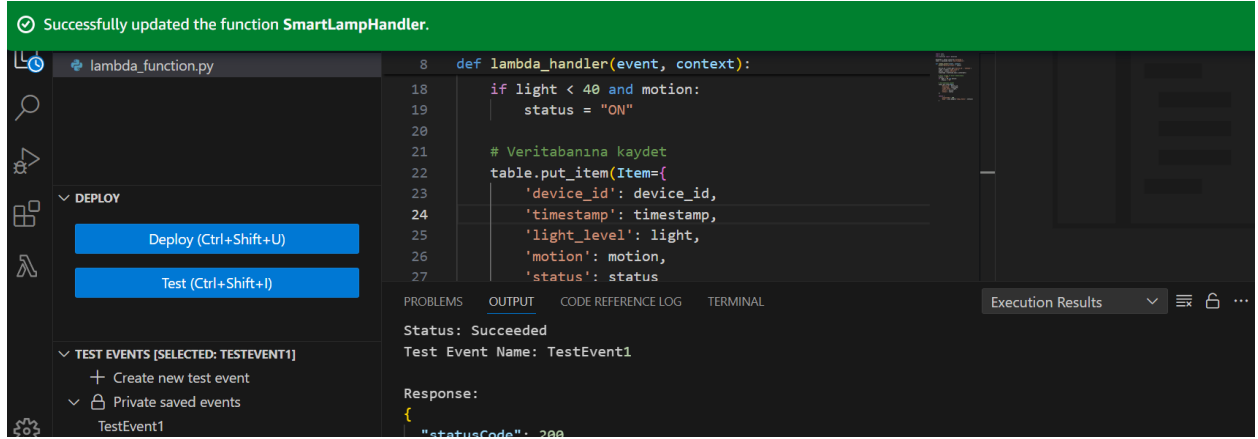 Successfully updated the function SmartLampHandler.
lambda_function.py
DEPLOY
Deploy (Ctrl+Shift+U)
Test (Ctrl+Shift+I)
TEST EVENTS [SELECTED: TESTEVENT1]
Create new test event
Private saved events
TestEvent1
8 def lambda_handler(event, context):
18 if light < 40 and motion:
19 status = "ON"
20
21 # Veritabanına kaydet
22 table.put_item(Item={
23 'device_id': device_id,
24 'timestamp': timestamp,
25 'light_level': light,
26 'motion': motion,
27 'status': status
PROBLEMS OUTPUT CODE REFERENCE LOG TERMINAL Execution Results
Status: Succeeded
Test Event Name: TestEvent1
Response:
{
"statusCode": 200